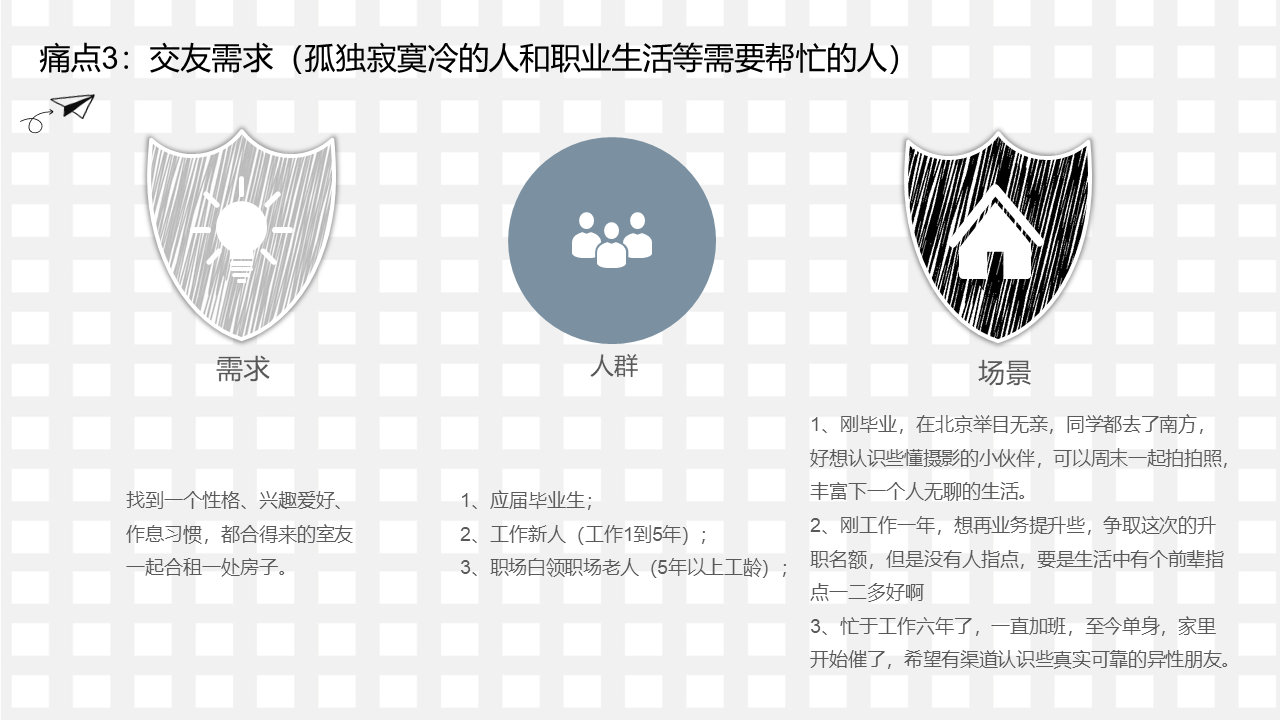 痛点3：交友需求（孤独寂寞冷的人和职业生活等需要帮忙的人）
需求
找到一个性格、兴趣爱好、
作息习惯，都合得来的室友
一起合租一处房子。
人群
1、应届毕业生；
2、工作新人（工作1到5年）；
3、职场白领职场老人（5年以上工龄）；
场景
1、刚毕业，在北京举目无亲，同学都去了南方，
好想认识些懂摄影的小伙伴，可以周末一起拍拍照，
丰富下一个人无聊的生活。
2、刚工作一年，想再业务提升些，争取这次的升
职名额，但是没有人指点，要是生活中有个前辈指
点一二多好啊
3、忙于工作六年了，一直加班，至今单身，家里
开始催了，希望有渠道认识些真实可靠的异性朋友。